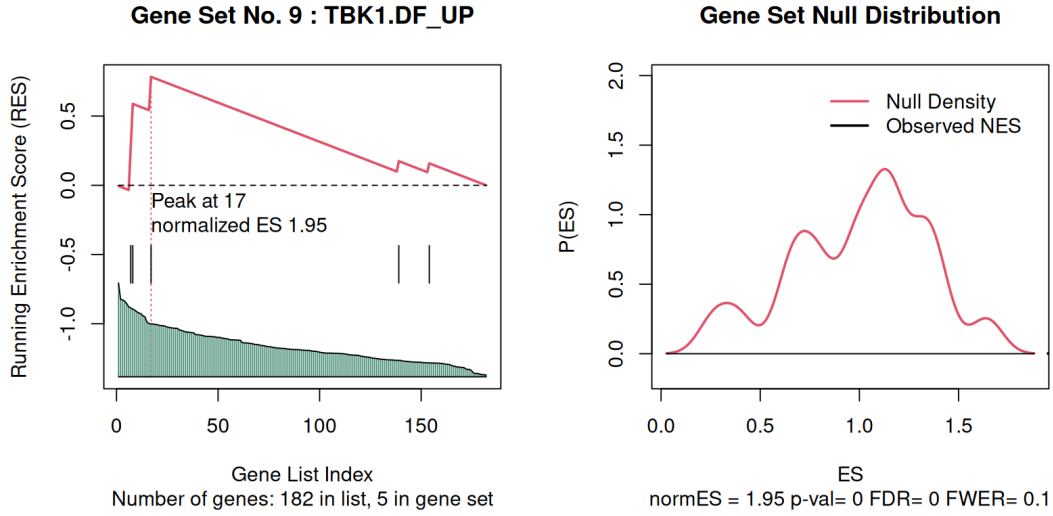 Gene Set No. 9 : TBK1.DF_UP
Running Enrichment Score (RES)
0.5
0.0
-0.5
-1.0
Peak at 17
normalized ES 1.95
0 50 100 150
Gene List Index
Number of genes: 182 in list, 5 in gene set
Gene Set Null Distribution
P(ES)
2.0
1.5
1.0
0.5
0.0
Null Density
Observed NES
0.0 0.5 1.0 1.5
ES
normES = 1.95 p-val= 0 FDR= 0 FWER= 0.1